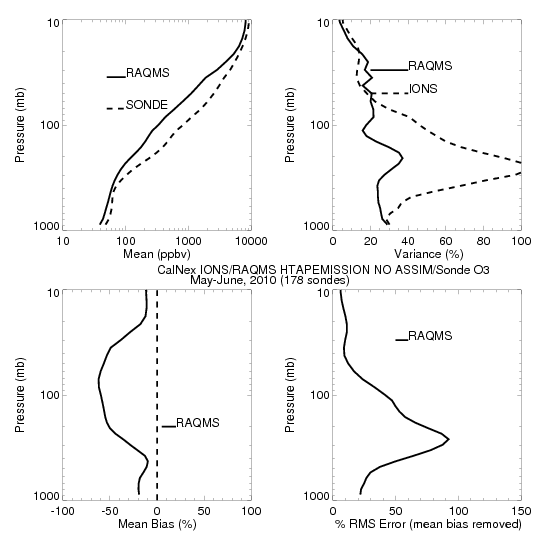 10
100
1000
Pressure (mb)
RAQMS
SONDE
10 100 1000 10000
Mean (ppbv)
10
100
1000
Pressure (mb)
RAQMS
IONS
0 20 40 60 80 100
Variance (%)
CalNex IONS/RAQMS HTAPEMISSION NO ASSIM/Sonde O3
May-June, 2010 (178 sondes)
10
100
1000
Pressure (mb)
RAQMS
-100 -50 0 50 100
Mean Bias (%)
10
100
1000
Pressure (mb)
RAQMS
0 50 100 150
% RMS Error (mean bias removed)